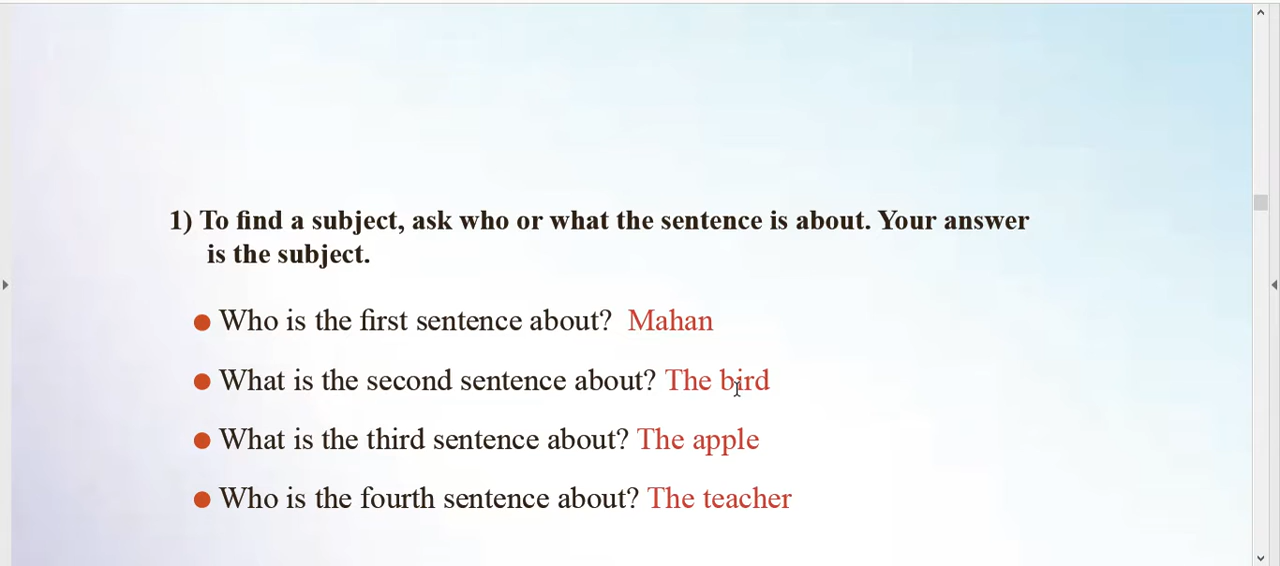 1) To find a subject, ask who or what the sentence is about. Your answer
is the subject.
● Who is the first sentence about? Mahan
● What is the second sentence about? The bird
● What is the third sentence about? The apple
● Who is the fourth sentence about? The teacher